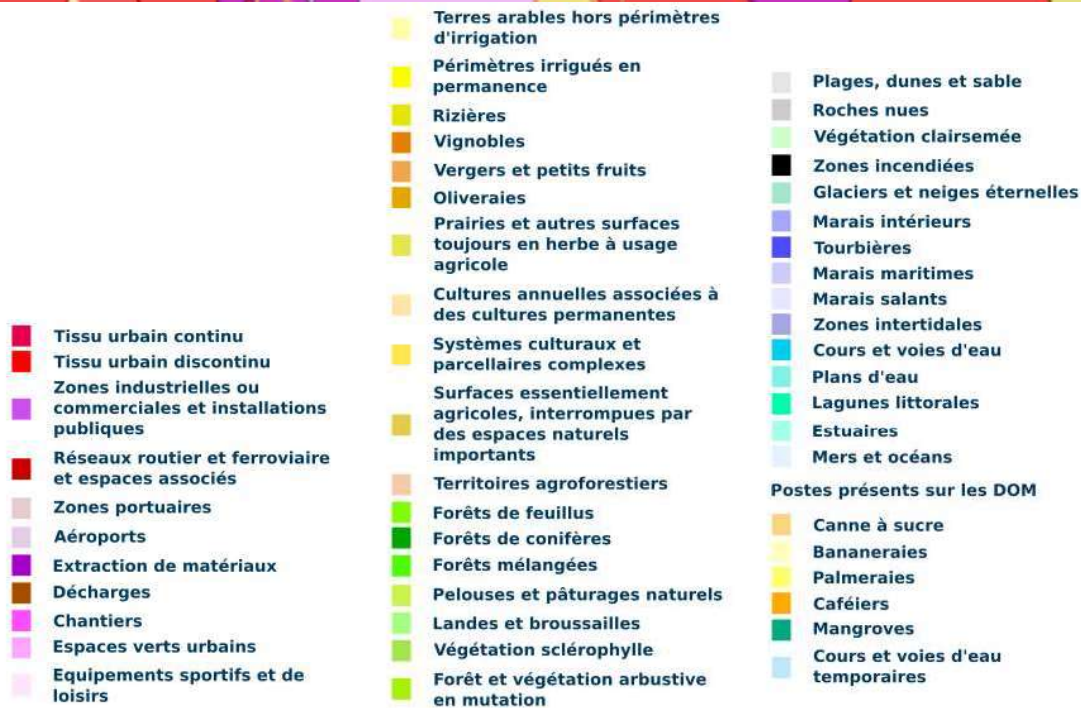 Tissu urbain continu
Tissu urbain discontinu
Zones industrielles ou
commerciales et installations
publiques
Réseaux routier et ferroviaire
et espaces associés
Zones portuaires
Aéroports
Extraction de matériaux
Décharges
Chantiers
Espaces verts urbains
Equipements sportifs et de
loisirs
Terres arables hors périmètres
d'irrigation
Périmètres irrigués en
permanence
Rizières
Vignobles
Vergers et petits fruits
Oliveraies
Prairies et autres surfaces
toujours en herbe à usage
agricole
Cultures annuelles associées à
des cultures permanentes
Systèmes culturaux et
parcellaires complexes
Surfaces essentiellement
agricoles, interrompues par
des espaces naturels
importants
Territoires agroforestiers
Forêts de feuillus
Forêts de conifères
Forêts mélangées
Pelouses et pâturages naturels
Landes et broussailles
Végétation sclérophylle
Forêt et végétation arbustive
en mutation
Plages, dunes et sable
Roches nues
Végétation clairsemée
Zones incendiées
Glaciers et neiges éternelles
Marais intérieurs
Tourbières
Marais maritimes
Marais salants
Zones intertidales
Cours et voies d'eau
Plans d'eau
Lagunes littorales
Estuaires
Mers et océans
Postes présents sur les DOM
Canne à sucre
Bananeraies
Palmeraies
Caféiers
Mangroves
Cours et voies d'eau
temporaires